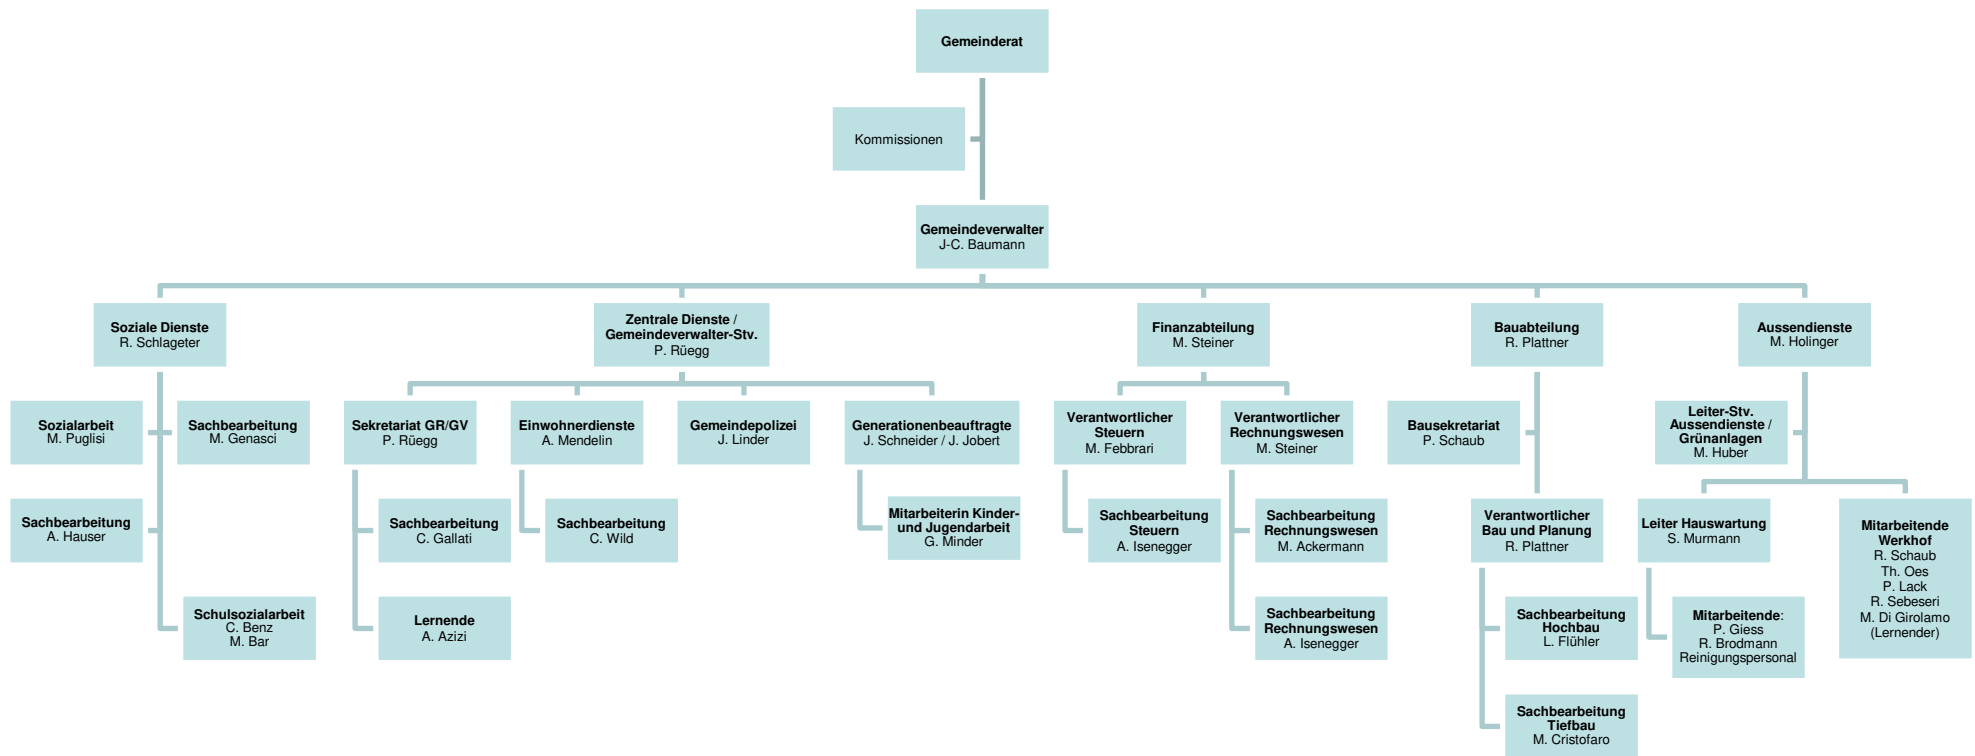 Gemeinderat
Kommissionen
Gemeindeverwalter
J-C. Baumann
Soziale Dienste
R. Schlageter
Zentrale Dienste /
Gemeindeverwalter-Stv.
P. Rüegg
Finanzabteilung
M. Steiner
Bauabteilung
R. Plattner
Aussendienste
M. Holinger
Sozialarbeit
M. Puglisi
Sachbearbeitung
M. Genasci
Sekretariat GR/GV
P. Rüegg
Einwohnerdienste
A. Mendelin
Gemeindepolizei
J. Linder
Generationenbeauftragte
J. Schneider / J. Jobert
Verantwortlicher
Steuern
M. Febbrari
Verantwortlicher
Rechnungswesen
M. Steiner
Bausekretariat
P. Schaub
Leiter-Stv.
Aussendienste /
Grünanlagen
M. Huber
Sachbearbeitung
A. Hauser
Sachbearbeitung
C. Gallati
Sachbearbeitung
C. Wild
Mitarbeiterin Kinder-
und Jugendarbeit
G. Minder
Sachbearbeitung
Steuern
A. Isenegger
Sachbearbeitung
Rechnungswesen
M. Ackermann
Verantwortlicher
Bau und Planung
R. Plattner
Leiter Hauswartung
S. Murmann
Mitarbeitende
Werkhof
R. Schaub
Th. Oes
P. Lack
R. Sebeseri
M. Di Girolamo
(Lernender)
Schulsozialarbeit
C. Benz
M. Bar
Lernende
A. Azizi
Sachbearbeitung
Rechnungswesen
A. Isenegger
Sachbearbeitung
Hochbau
L. Flühler
Mitarbeitende:
P. Giess
R. Brodmann
Reinigungspersonal
Sachbearbeitung
Tiefbau
M. Cristofaro